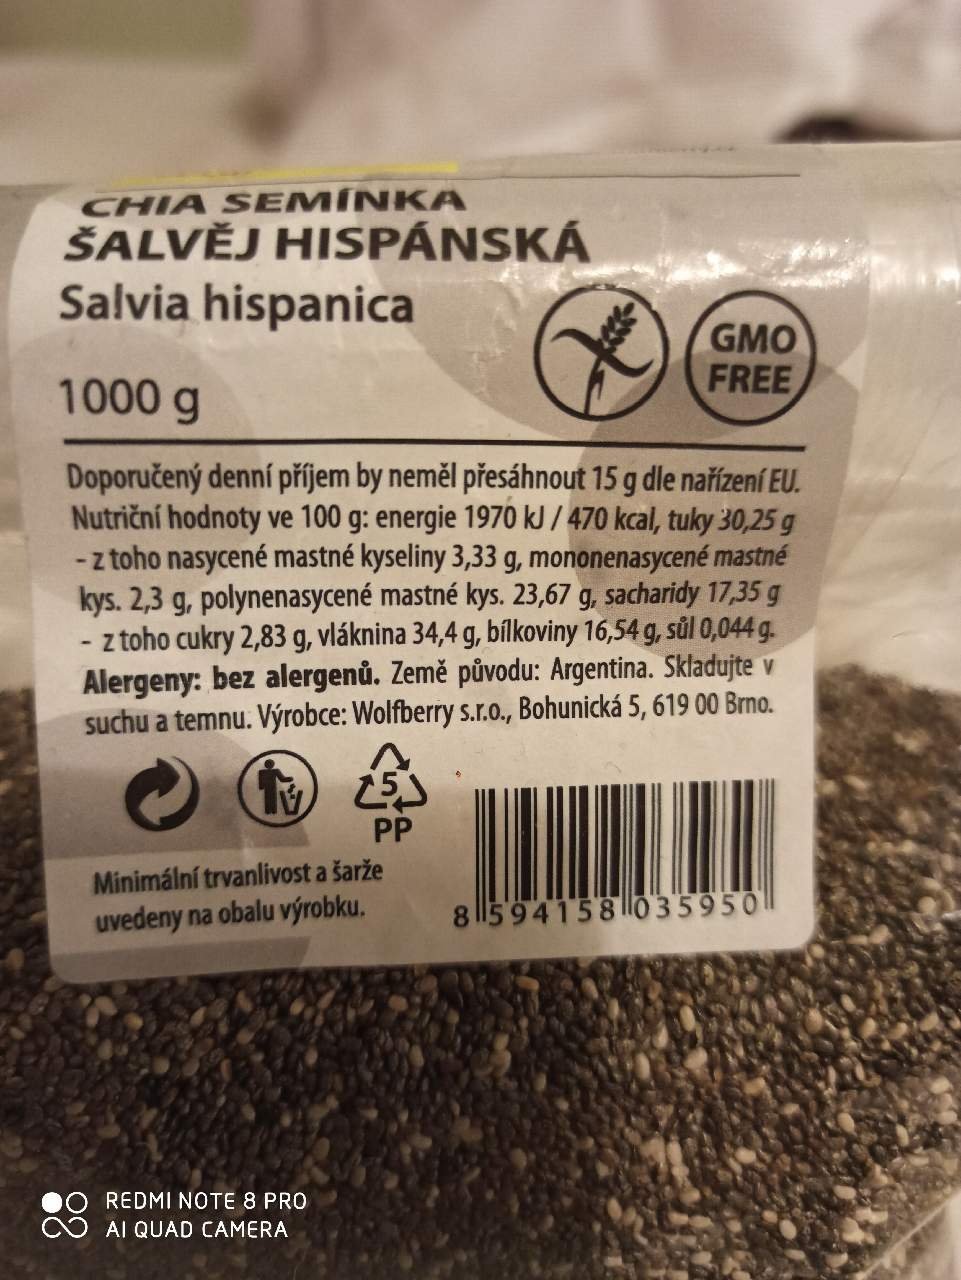 CHIA SEMÍNKA
ŠALVĚJ HISPÁNSKÁ
Salvia hispanica
GMO
FREE
1000 g
Doporučený denní příjem by neměl přesáhnout 15 g dle nařízení EU.
Nutriční hodnoty ve 100 g: energie 1970 kJ / 470 kcal, tuky 30,25 g
- z toho nasycené mastné kyseliny 3,33 g, mononenasycené mastné
kys. 2,3 g, polynenasycené mastné kys. 23,67 g, sacharidy 17,35 g
- z toho cukry 2,83 g, vláknina 34,4 g, bílkoviny 16,54 g, sůl 0,044 g.
Alergeny: bez alergenů. Země původu: Argentina. Skladujte v
suchu a temnu. Výrobce: Wolfberry s.r.o., Bohunická 5, 619 00 Brno.
5
PP
Minimální trvanlivost a šarže
uvedeny na obalu výrobku.
8 594158 035950
REDMI NOTE 8 PRO
AI QUAD CAMERA